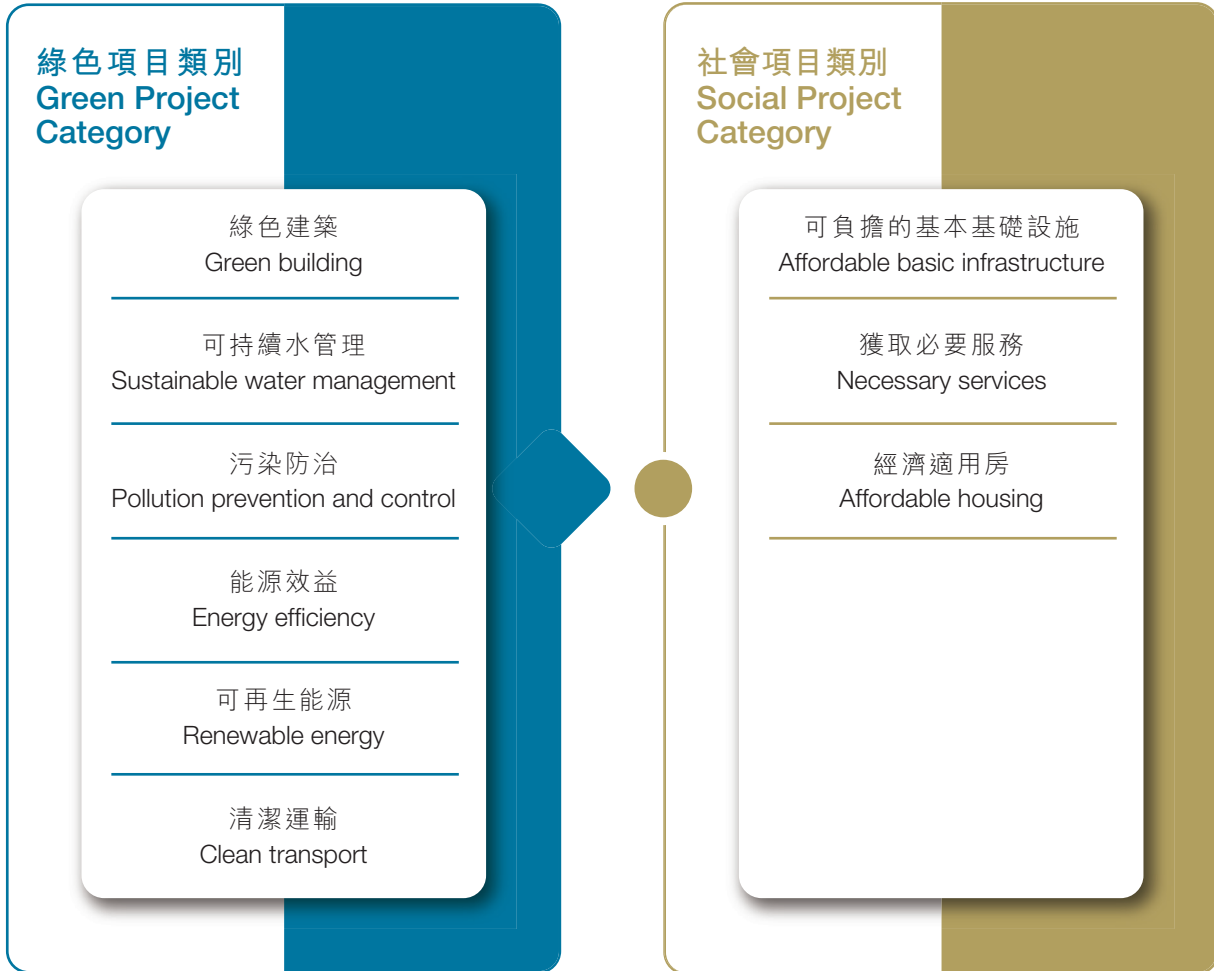 綠色項目類別
Green Project
Category
綠色建築
Green building
可持續水管理
Sustainable water management
污染防治
Pollution prevention and control
能源效益
Energy efficiency
可再生能源
Renewable energy
清潔運輸
Clean transport
社會項目類別
Social Project
Category
可負擔的基本基礎設施
Affordable basic infrastructure
獲取必要服務
Necessary services
經濟適用房
Affordable housing